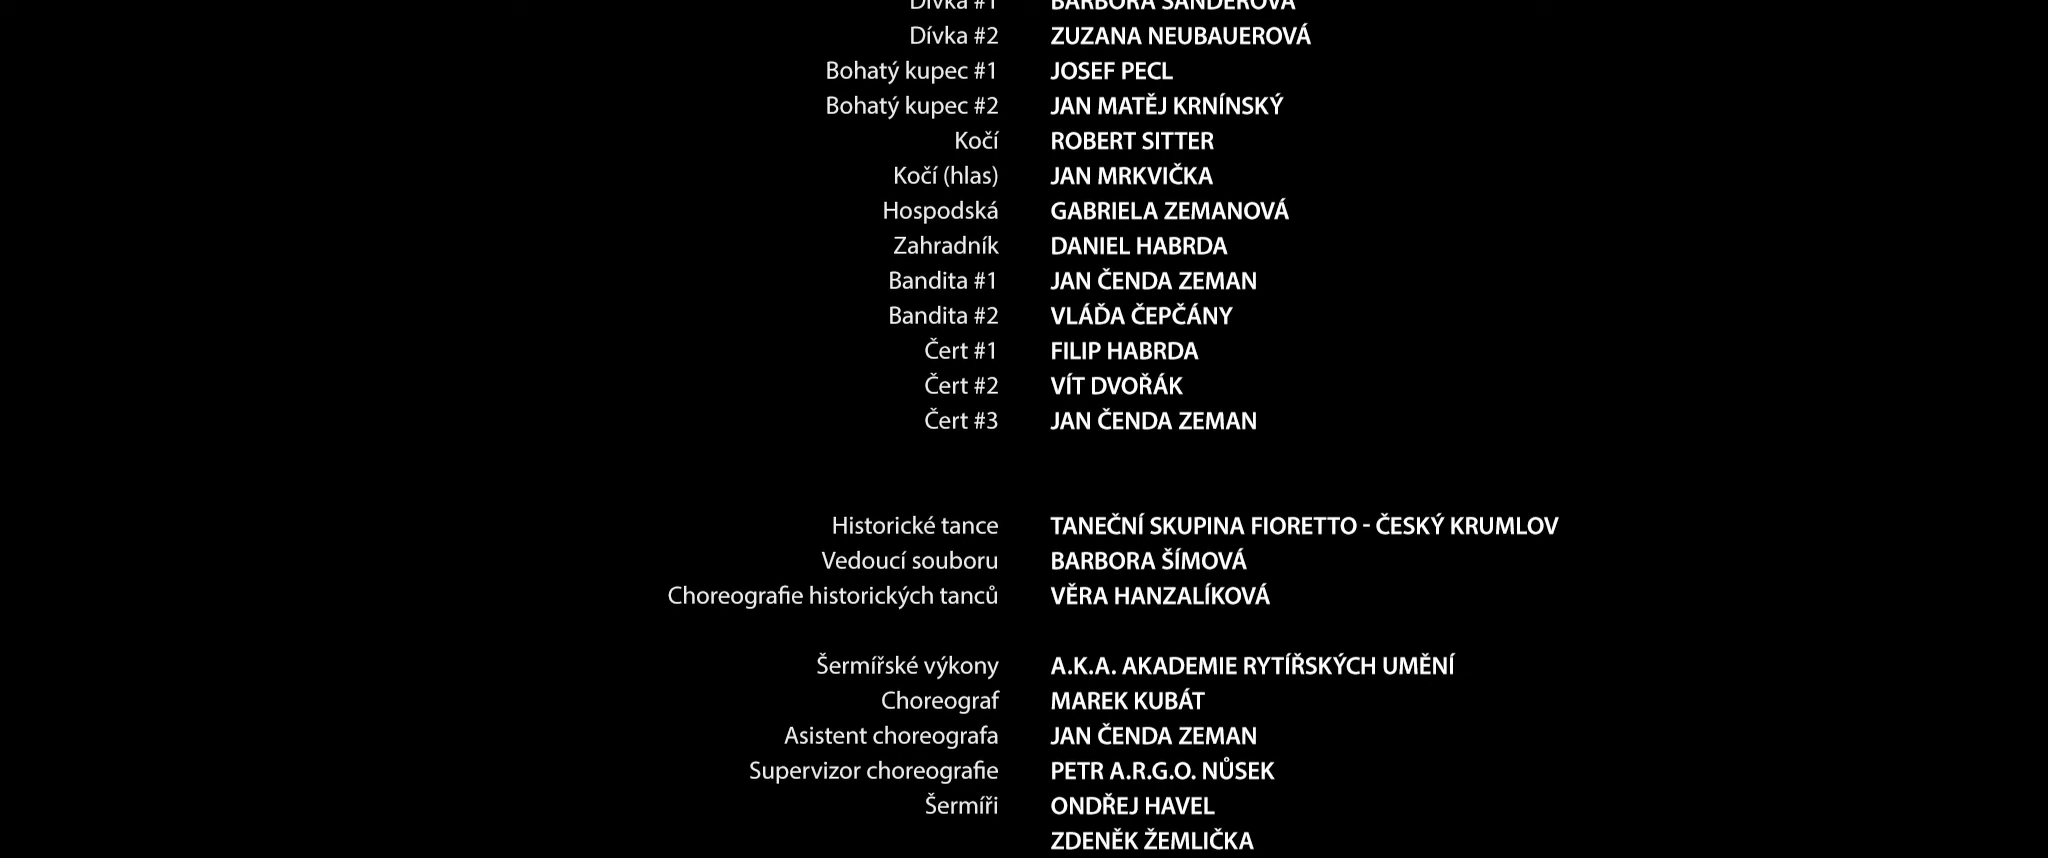 Dívka #1 BARBORA SANDEROVÁ
Dívka #2 ZUZANA NEUBAUEROVÁ
Bohatý kupec #1 JOSEF PECL
Bohatý kupec #2 JAN MATĚJ KRNÍNSKÝ
Kočí ROBERT SITTER
Kočí (hlas) JAN MRKVIČKA
Hospodská GABRIELA ZEMANOVÁ
Zahradník DANIEL HABRDA
Bandita #1 JAN ČENDA ZEMAN
Bandita #2 VLÁĎA ČEPČÁNY
Čert #1 FILIP HABRDA
Čert #2 VÍT DVOŘÁK
Čert #3 JAN ČENDA ZEMAN
Historické tance TANEČNÍ SKUPINA FIORETTO - ČESKÝ KRUMLOV
Vedoucí souboru BARBORA ŠÍMOVÁ
Choreografie historických tanců VĚRA HANZALÍKOVÁ
Šermířské výkony A.K.A. AKADEMIE RYTÍŘSKÝCH UMĚNÍ
Choreograf MAREK KUBÁT
Asistent choreografa JAN ČENDA ZEMAN
Supervizor choreografie PETR A.R.G.O. NŮSEK
Šermíři ONDŘEJ HAVEL
ZDENĚK ŽEMLIČKA